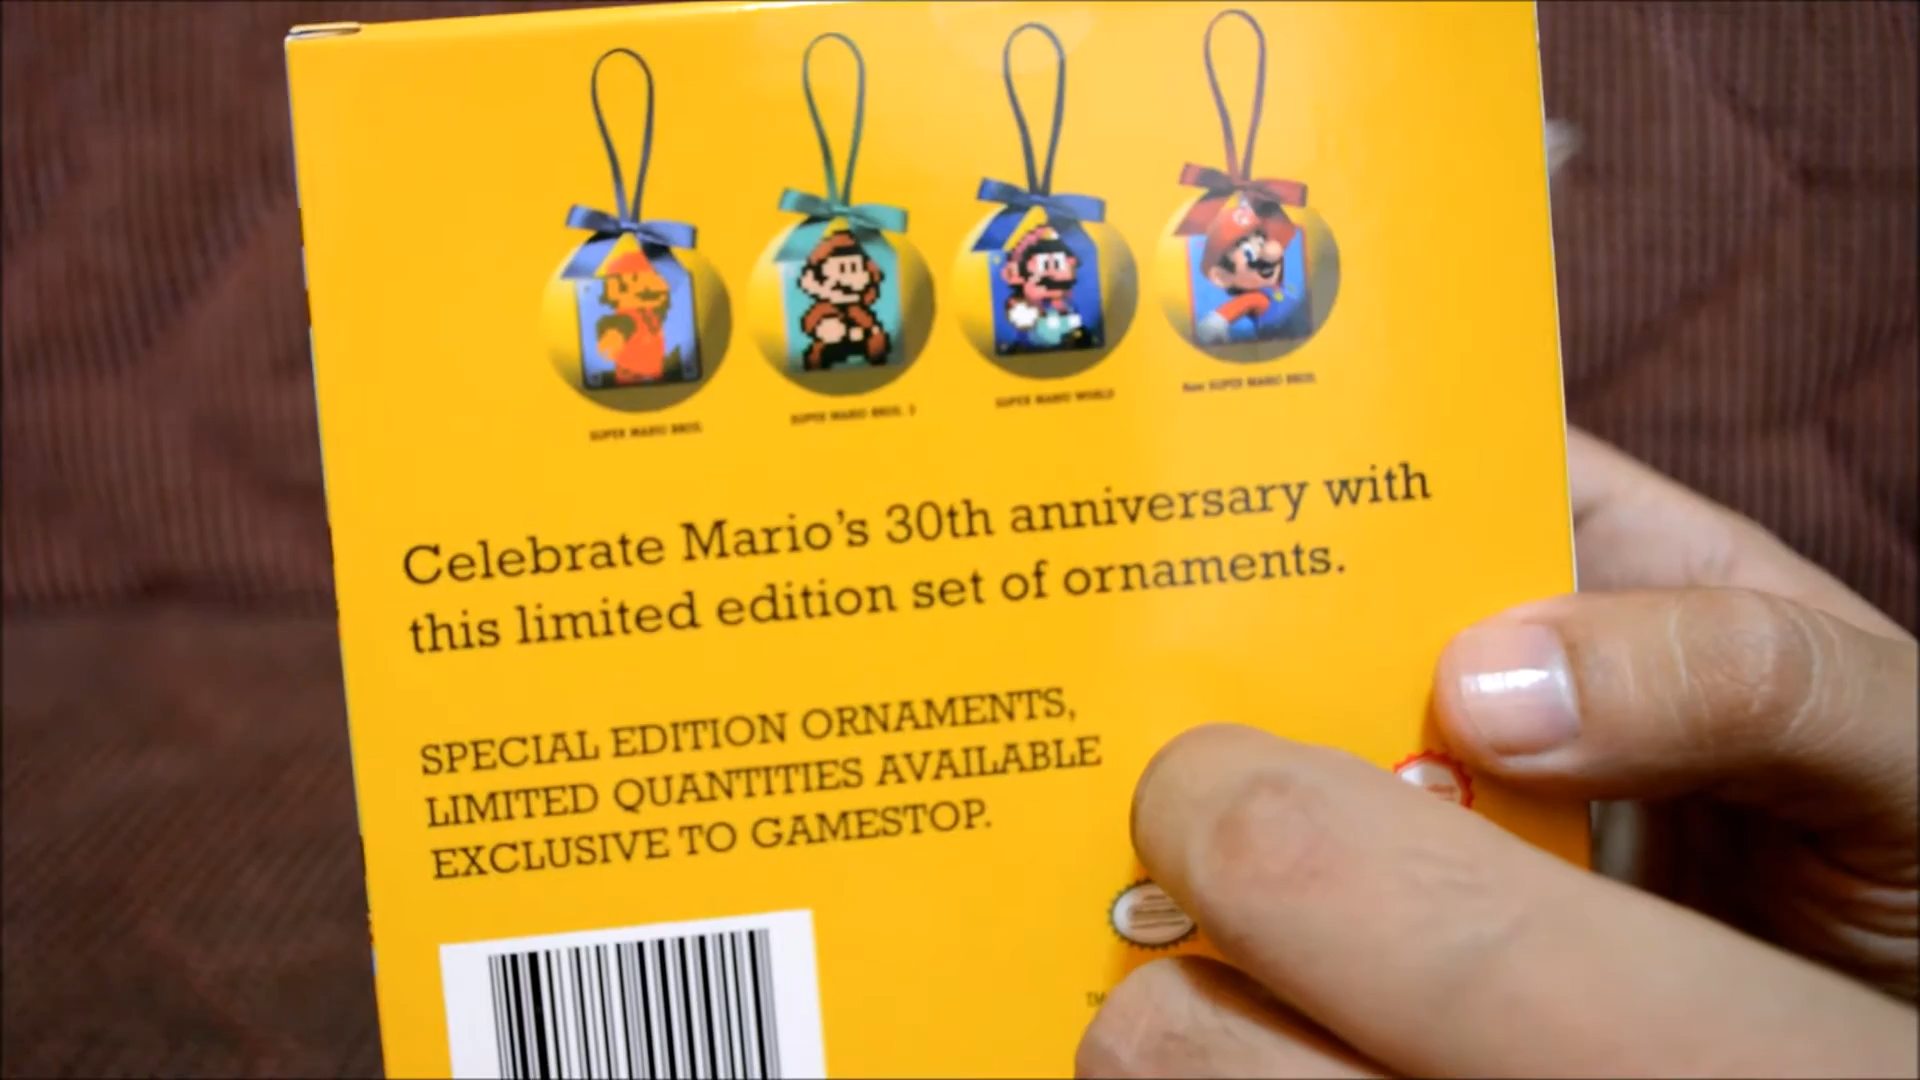 SUPER MARIO BROS.
SUPER MARIO BROS. 3
SUPER MARIO WORLD
New SUPER MARIO BROS.
Celebrate Mario’s 30th anniversary with
this limited edition set of ornaments.
SPECIAL EDITION ORNAMENTS,
LIMITED QUANTITIES AVAILABLE
EXCLUSIVE TO GAMESTOP.
TM